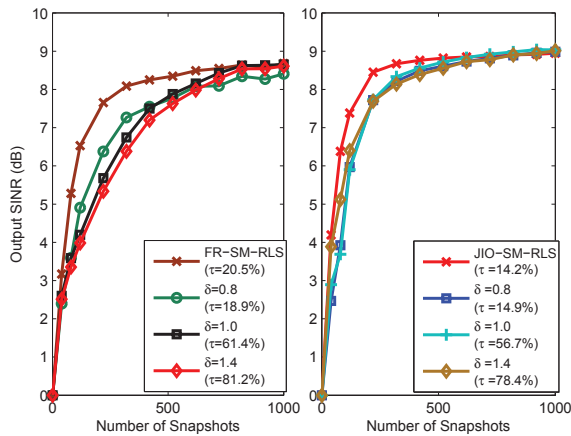 10
9
8
7
6
5
4
3
2
1
0
Output SINR (dB)
0
500
1000
Number of Snapshots
FR−SM−RLS
(τ=20.5%)
δ=0.8
(τ=18.9%)
δ=1.0
(τ=61.4%)
δ=1.4
(τ=81.2%)
10
9
8
7
6
5
4
3
2
1
0
0
500
1000
Number of Snapshots
JIO−SM−RLS
(τ =14.2%)
δ =0.8
(τ =14.9%)
δ =1.0
(τ =56.7%)
δ =1.4
(τ =78.4%)